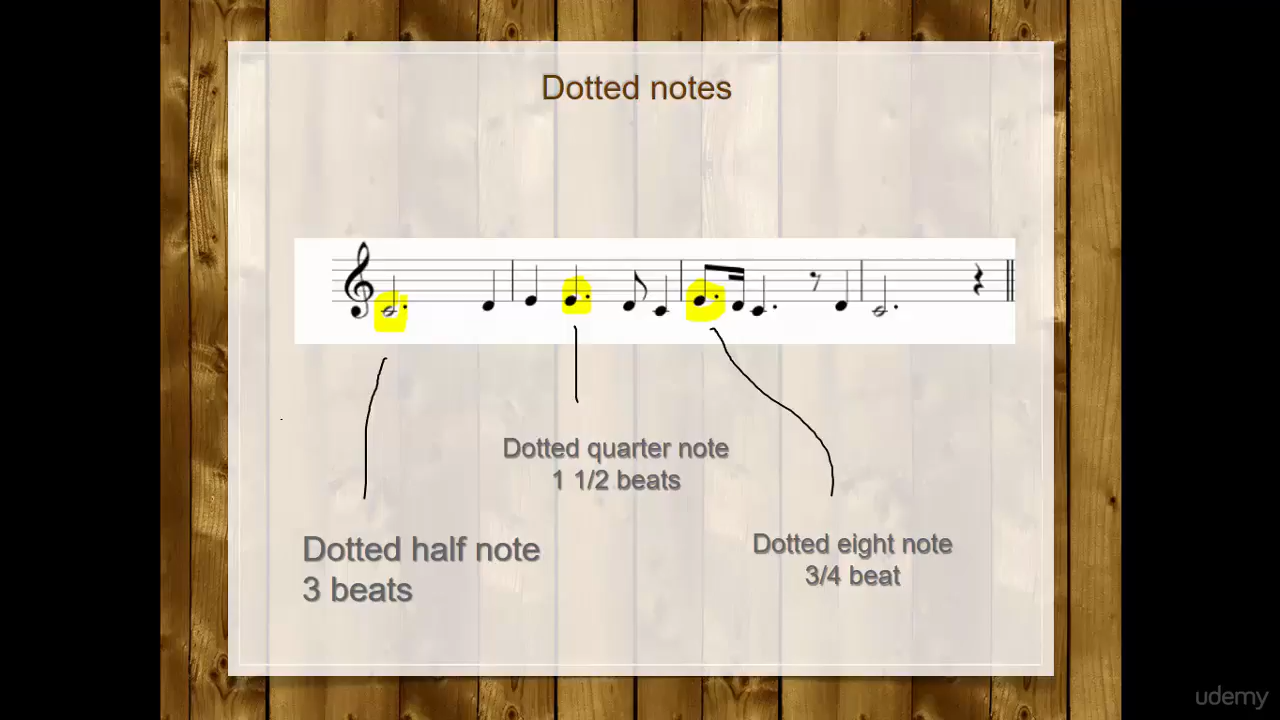 Dotted notes
Dotted quarter note
1 1/2 beats
Dotted half note
3 beats
Dotted eight note
3/4 beat
udemy